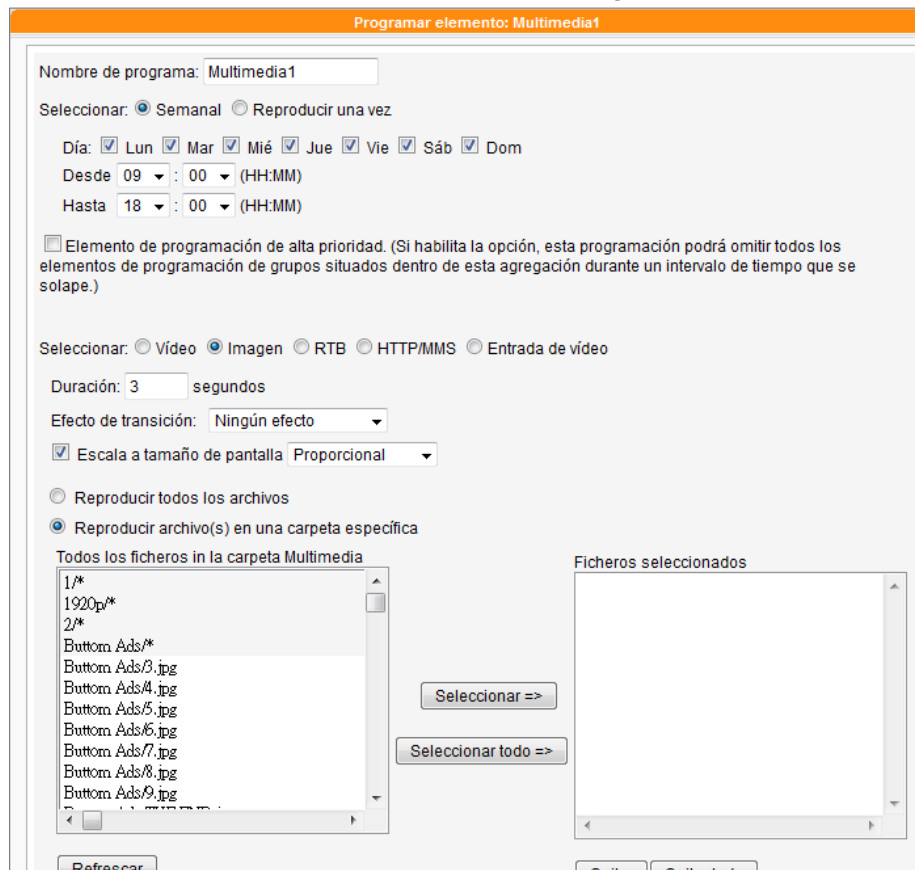 Programar elemento: Multimedia1
Nombre de programa: Multimedia1
Seleccionar: Semanal Reproducir una vez
Día: Lun Mar Mié Jue Vie Sáb Dom
Desde 09 : 00 (HH:MM)
Hasta 18 : 00 (HH:MM)
Elemento de programación de alta prioridad. (Si habilita la opción, esta programación podrá omitir todos los
elementos de programación de grupos situados dentro de esta agregación durante un intervalo de tiempo que se
solape.)
Seleccionar: Vídeo Imagen RTB HTTP/MMS Entrada de vídeo
Duración: 3 segundos
Efecto de transición: Ningún efecto
Escala a tamaño de pantalla Proporcional
Reproducir todos los archivos
Reproducir archivo(s) en una carpeta específica
Todos los ficheros in la carpeta Multimedia
1/*
1920p/*
2/*
Buttom Ads/*
Buttom Ads/3.jpg
Buttom Ads/4.jpg
Buttom Ads/5.jpg
Buttom Ads/6.jpg
Buttom Ads/7.jpg
Buttom Ads/8.jpg
Buttom Ads/9.jpg
Seleccionar =>
Seleccionar todo =>
Ficheros seleccionados
Refrescar